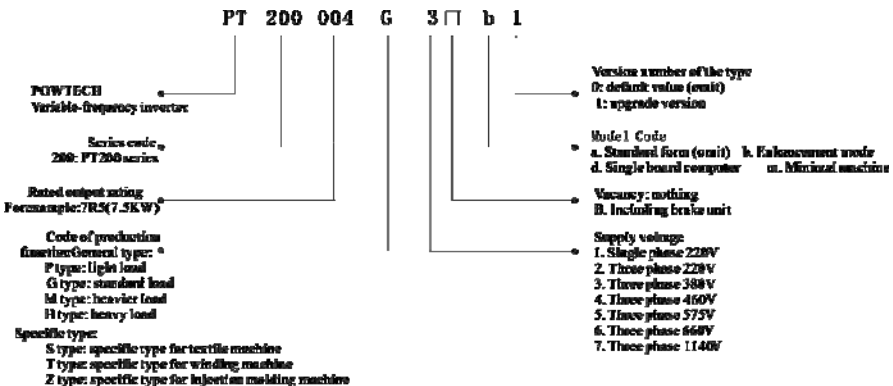 PT 200 004 G 3 □ b 1
POWTECH
Variable-frequency inverter
Series code
200: PT200 series
Rated output rating
For example: 7R5(7.5KW)
Code of production
function General type:
P type: light load
G type: standard load
M type: heavier load
H type: heavy load
Specific type:
S type: specific type for textile machine
T type: specific type for winding machine
Z type: specific type for injection molding machine
Version number of the type
0: default value (omit)
1: upgrade version
Model Code
a. Standard form (omit) b. Enhancement mode
d. Single board computer m. Minimal machine
Vacancy: nothing
B. Including brake unit
Supply voltage
1. Single phase 220V
2. Three phase 220V
3. Three phase 380V
4. Three phase 460V
5. Three phase 575V
6. Three phase 660V
7. Three phase 1140V